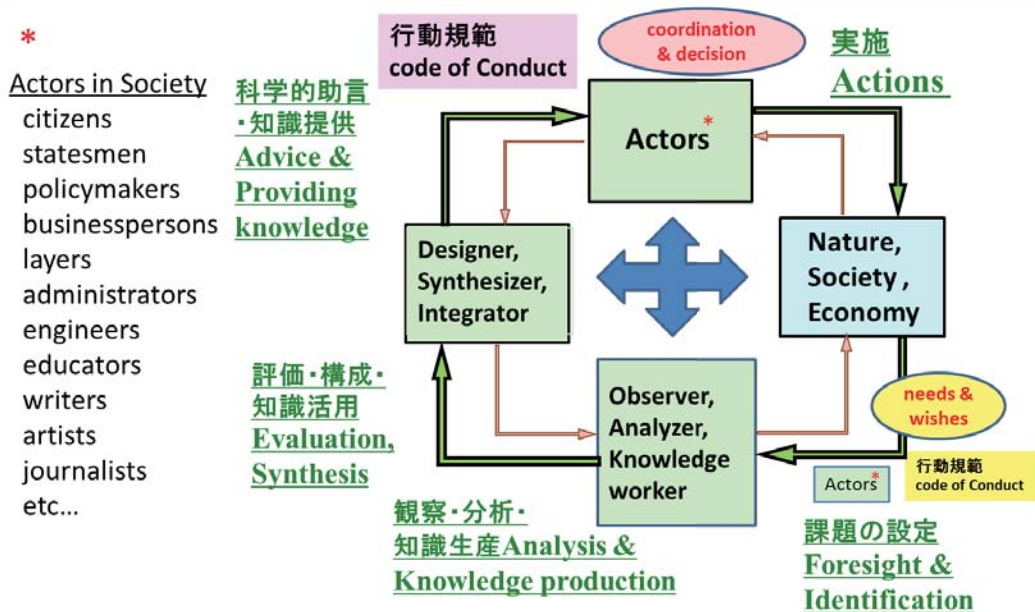 *
Actors in Society
citizens
statesmen
policymakers
businesspersons
layers
administrators
engineers
educators
writers
artists
journalists
etc…
行動規範
code of Conduct
coordination
& decision
実施
Actions
科学的助言
・知識提供
Advice &
Providing
knowledge
Actors*
Designer,
Synthesizer,
Integrator
Nature,
Society ,
Economy
評価・構成・
知識活用
Evaluation,
Synthesis
Observer,
Analyzer,
Knowledge
worker
needs &
wishes
Actors*
行動規範
code of Conduct
観察・分析・
知識生産Analysis &
Knowledge production
課題の設定
Foresight &
Identification